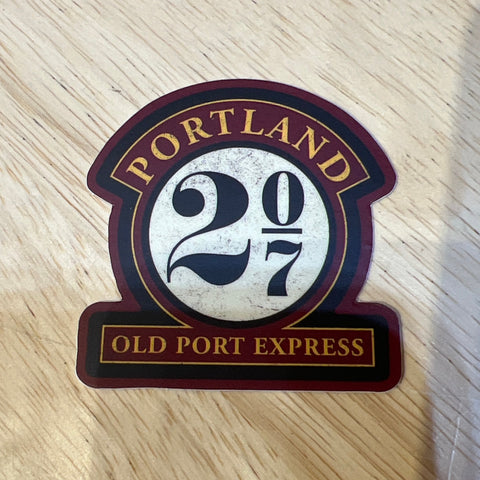 PORTLAND
2 0/7
OLD PORT EXPRESS